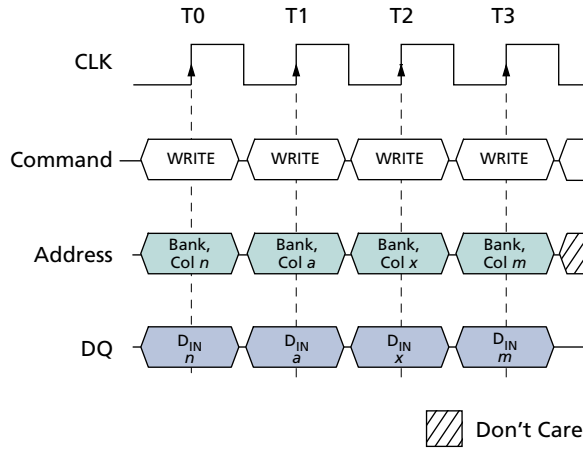 T0 T1 T2 T3
CLK
Command WRITE WRITE WRITE WRITE
Address Bank, Col n Bank, Col a Bank, Col x Bank, Col m
DQ DIN n DIN a DIN x DIN m
Don't Care